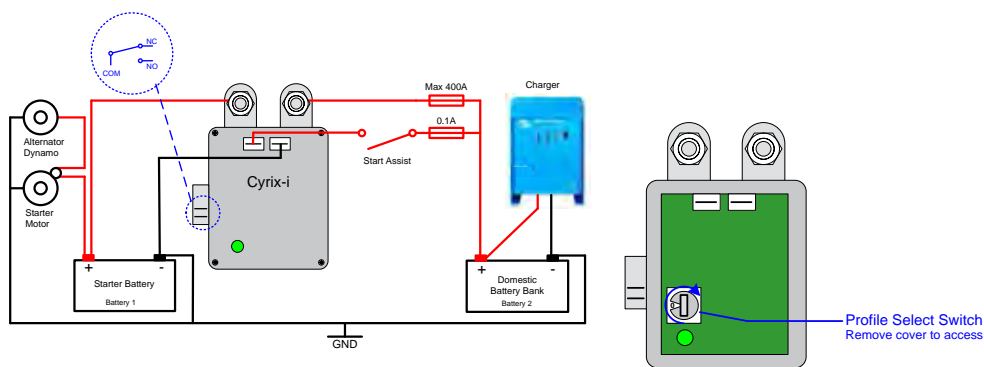 NC
COM
NO
Max 400A
Charger
0.1A
Alternator
Dynamo
Start Assist
Cyrix-i
Starter
Motor
+
-
Starter Battery
Battery 1
+
-
Domestic
Battery Bank
Battery 2
GND
Profile Select Switch
Remove cover to access